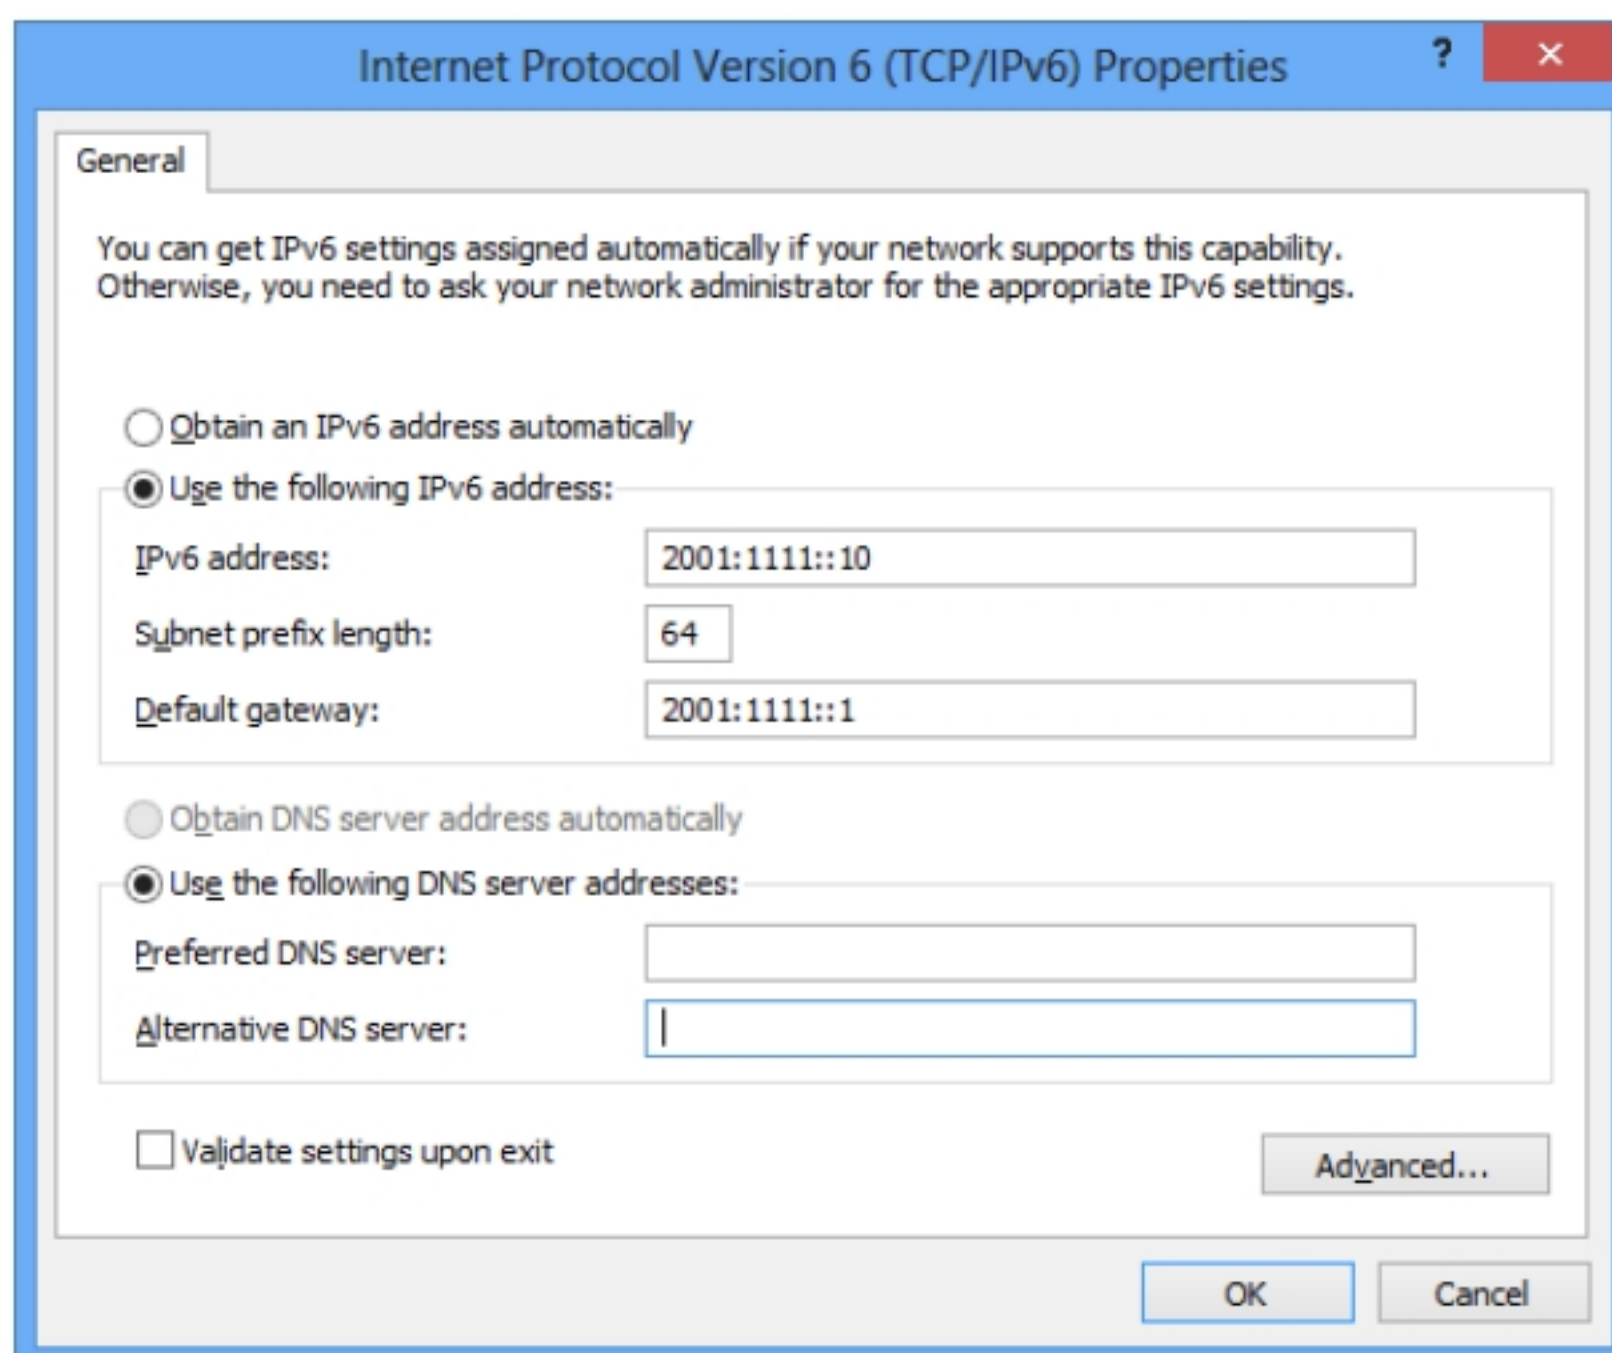 Internet Protocol Version 6 (TCP/IPv6) Properties
?
General
You can get IPv6 settings assigned automatically if your network supports this capability.
Otherwise, you need to ask your network administrator for the appropriate IPv6 settings.
Obtain an IPv6 address automatically
Use the following IPv6 address:
IPv6 address: 2001:1111::10
Subnet prefix length: 64
Default gateway: 2001:1111::1
Obtain DNS server address automatically
Use the following DNS server addresses:
Preferred DNS server:
Alternative DNS server:
Validate settings upon exit
Advanced...
OK Cancel